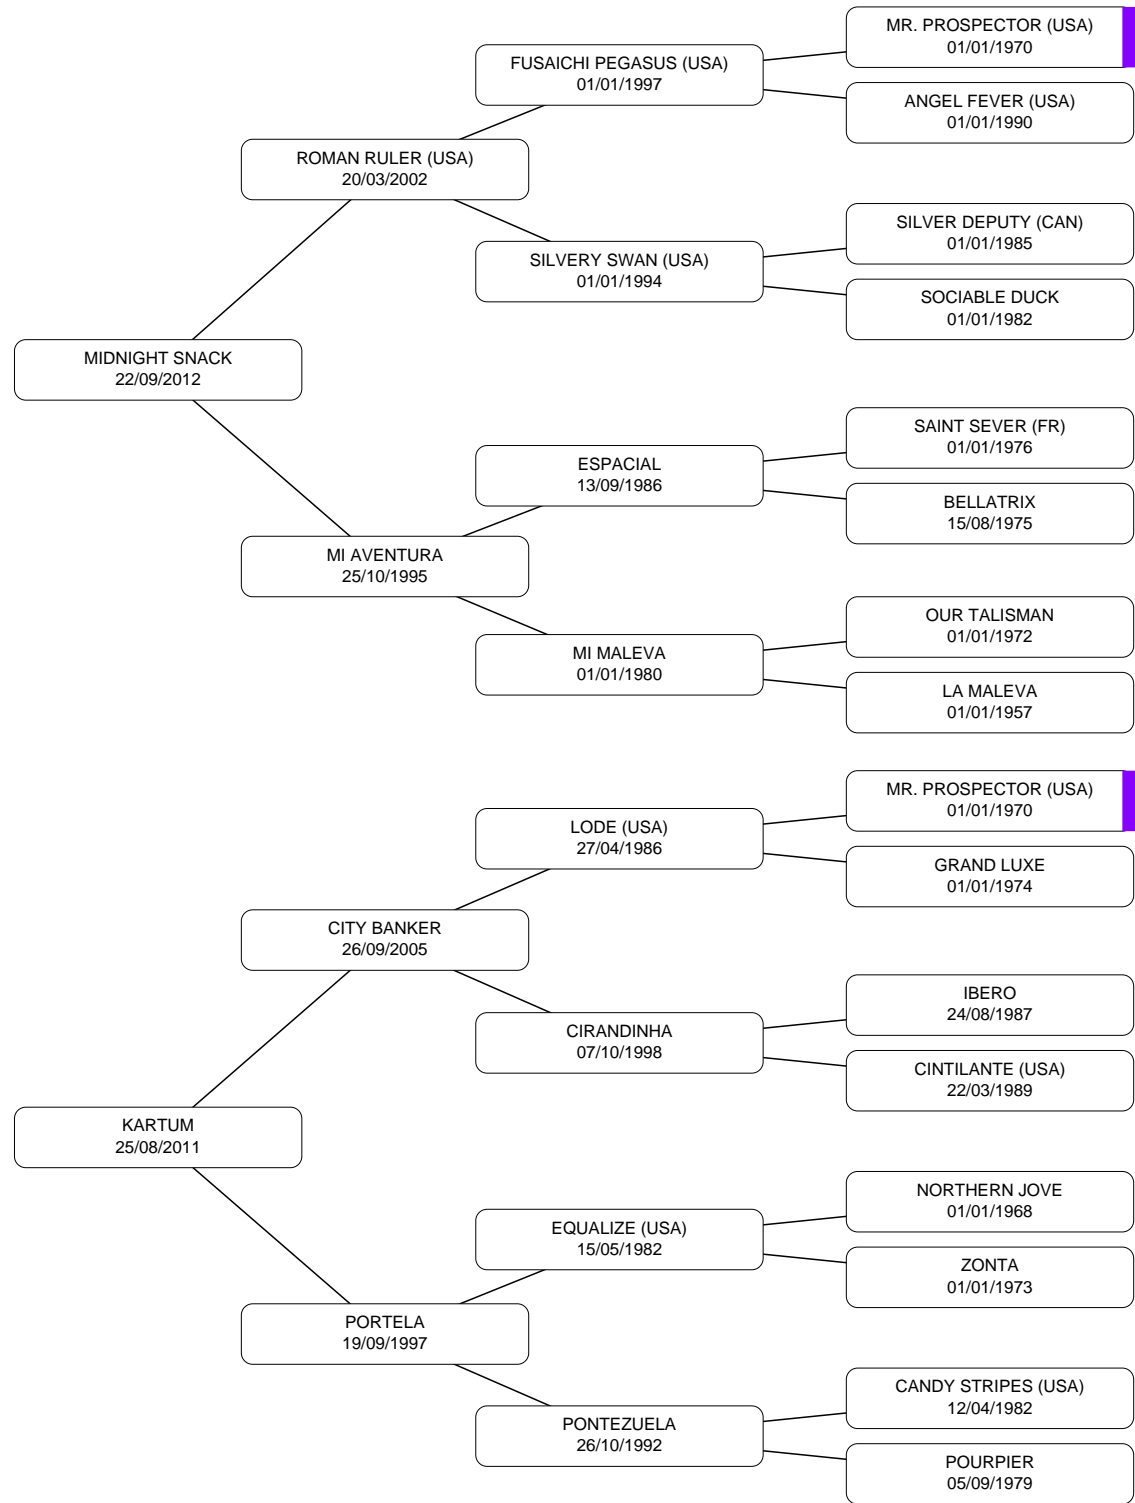 MR. PROSPECTOR (USA)
01/01/1970
FUSAICHI PEGASUS (USA)
01/01/1997
ANGEL FEVER (USA)
01/01/1990
ROMAN RULER (USA)
20/03/2002
SILVER DEPUTY (CAN)
01/01/1985
SILVERY SWAN (USA)
01/01/1994
SOCIABLE DUCK
01/01/1982
MIDNIGHT SNACK
22/09/2012
SAINT SEVER (FR)
01/01/1976
ESPACIAL
13/09/1986
BELLATRIX
15/08/1975
MI AVENTURA
25/10/1995
OUR TALISMAN
01/01/1972
MI MALEVA
01/01/1980
LA MALEVA
01/01/1957
MR. PROSPECTOR (USA)
01/01/1970
LODE (USA)
27/04/1986
GRAND LUXE
01/01/1974
CITY BANKER
26/09/2005
IBERO
24/08/1987
CIRANDINHA
07/10/1998
CINTILANTE (USA)
22/03/1989
KARTUM
25/08/2011
NORTHERN JOVE
01/01/1968
EQUALIZE (USA)
15/05/1982
ZONTA
01/01/1973
PORTELA
19/09/1997
CANDY STRIPES (USA)
12/04/1982
PONTEZUELA
26/10/1992
POURPIER
05/09/1979